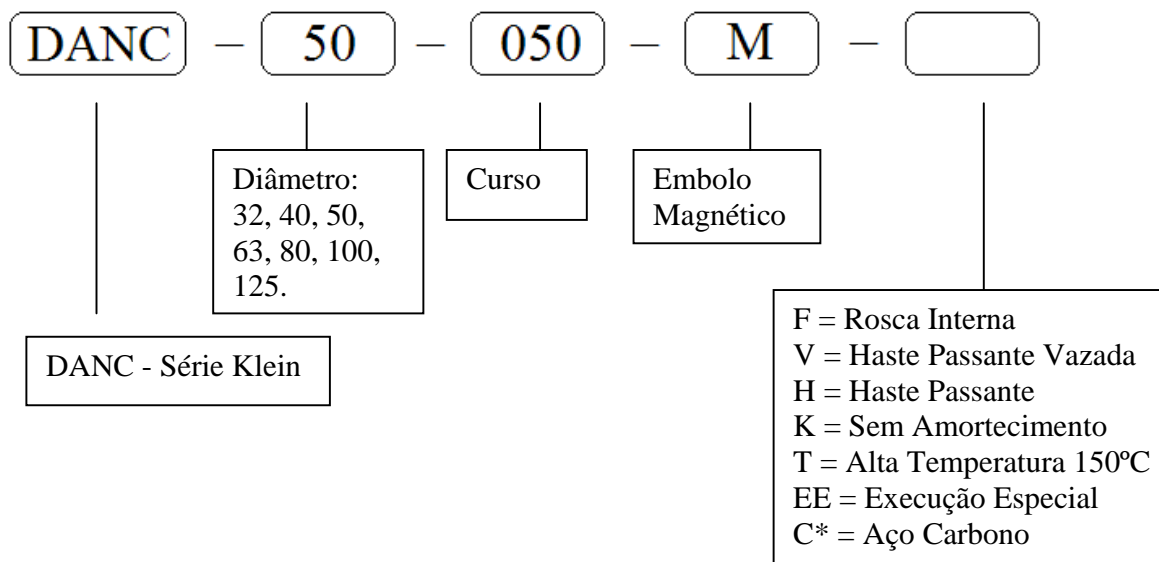 DANC – 50 – 050 – M –
Diâmetro:
32, 40, 50,
63, 80, 100,
125.
Curso
Embolo
Magnético
DANC - Série Klein
F = Rosca Interna
V = Haste Passante Vazada
H = Haste Passante
K = Sem Amortecimento
T = Alta Temperatura 150ºC
EE = Execução Especial
C* = Aço Carbono